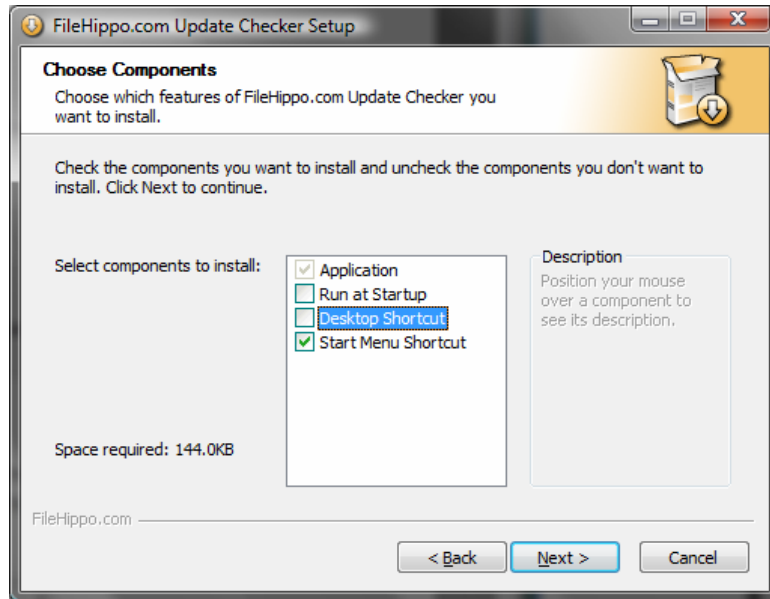 FileHippo.com Update Checker Setup
Choose Components
Choose which features of FileHippo.com Update Checker you
want to install.
Check the components you want to install and uncheck the components you don't want to
install. Click Next to continue.
Select components to install:
Application
Run at Startup
Desktop Shortcut
Start Menu Shortcut
Description
Position your mouse
over a component to
see its description.
Space required: 144.0KB
FileHippo.com
< Back
Next >
Cancel